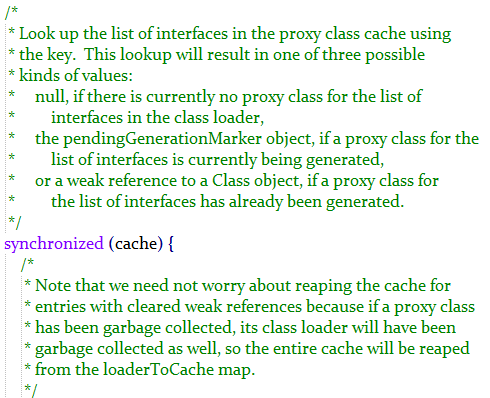 /*
* Look up the list of interfaces in the proxy class cache using
* the key.  This lookup will result in one of three possible
* kinds of values:
*     null, if there is currently no proxy class for the list of
*         interfaces in the class loader,
*     the pendingGenerationMarker object, if a proxy class for the
*         list of interfaces is currently being generated,
*     or a weak reference to a Class object, if a proxy class for
*         the list of interfaces has already been generated.
*/
synchronized (cache) {
/*
* Note that we need not worry about reaping the cache for
* entries with cleared weak references because if a proxy class
* has been garbage collected, its class loader will have been
* garbage collected as well, so the entire cache will be reaped
* from the loaderToCache map.
*/